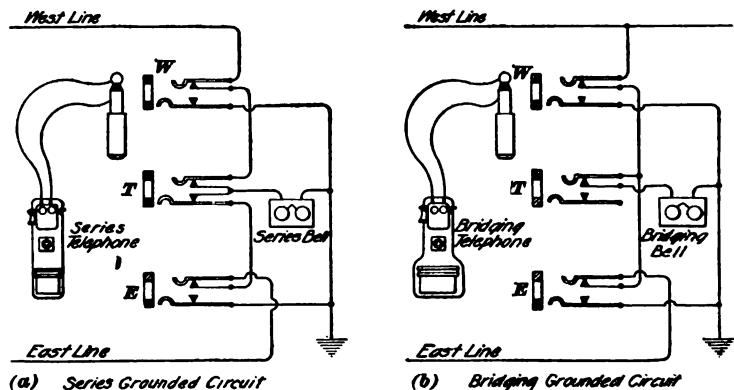 West Line
W
T
Series Telephone
Series Bell
E
East Line
(a) Series Grounded Circuit
West Line
W
T
Bridging Telephone
Bridging Bell
E
East Line
(b) Bridging Grounded Circuit